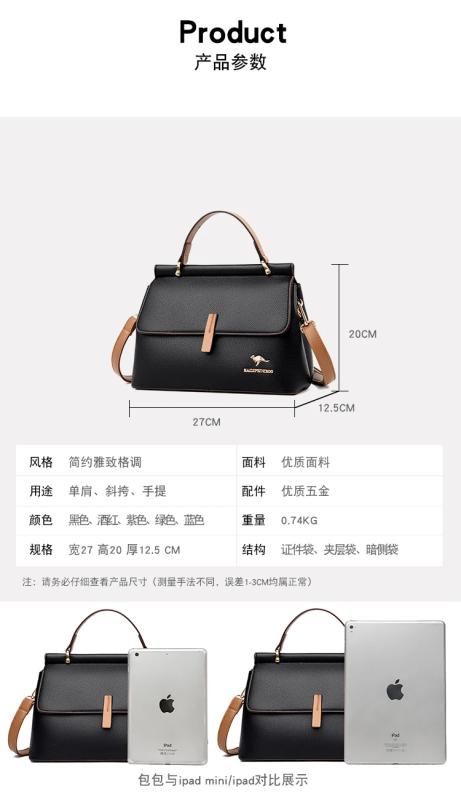 Product
产品参数
20CM
12.5CM
27CM
风格 简约雅致格调 面料 优质面料
用途 单肩、斜挎、手提 配件 优质五金
颜色 黑色、酒红、紫色、绿色、蓝色 重量 0.74KG
规格 宽27 高20 厚12.5 CM 结构 证件袋、夹层袋、暗侧袋
注：请务必仔细查看产品尺寸（测量手法不同，误差1-3CM均属正常）
iPad
iPad
包包与ipad mini/ipad对比展示